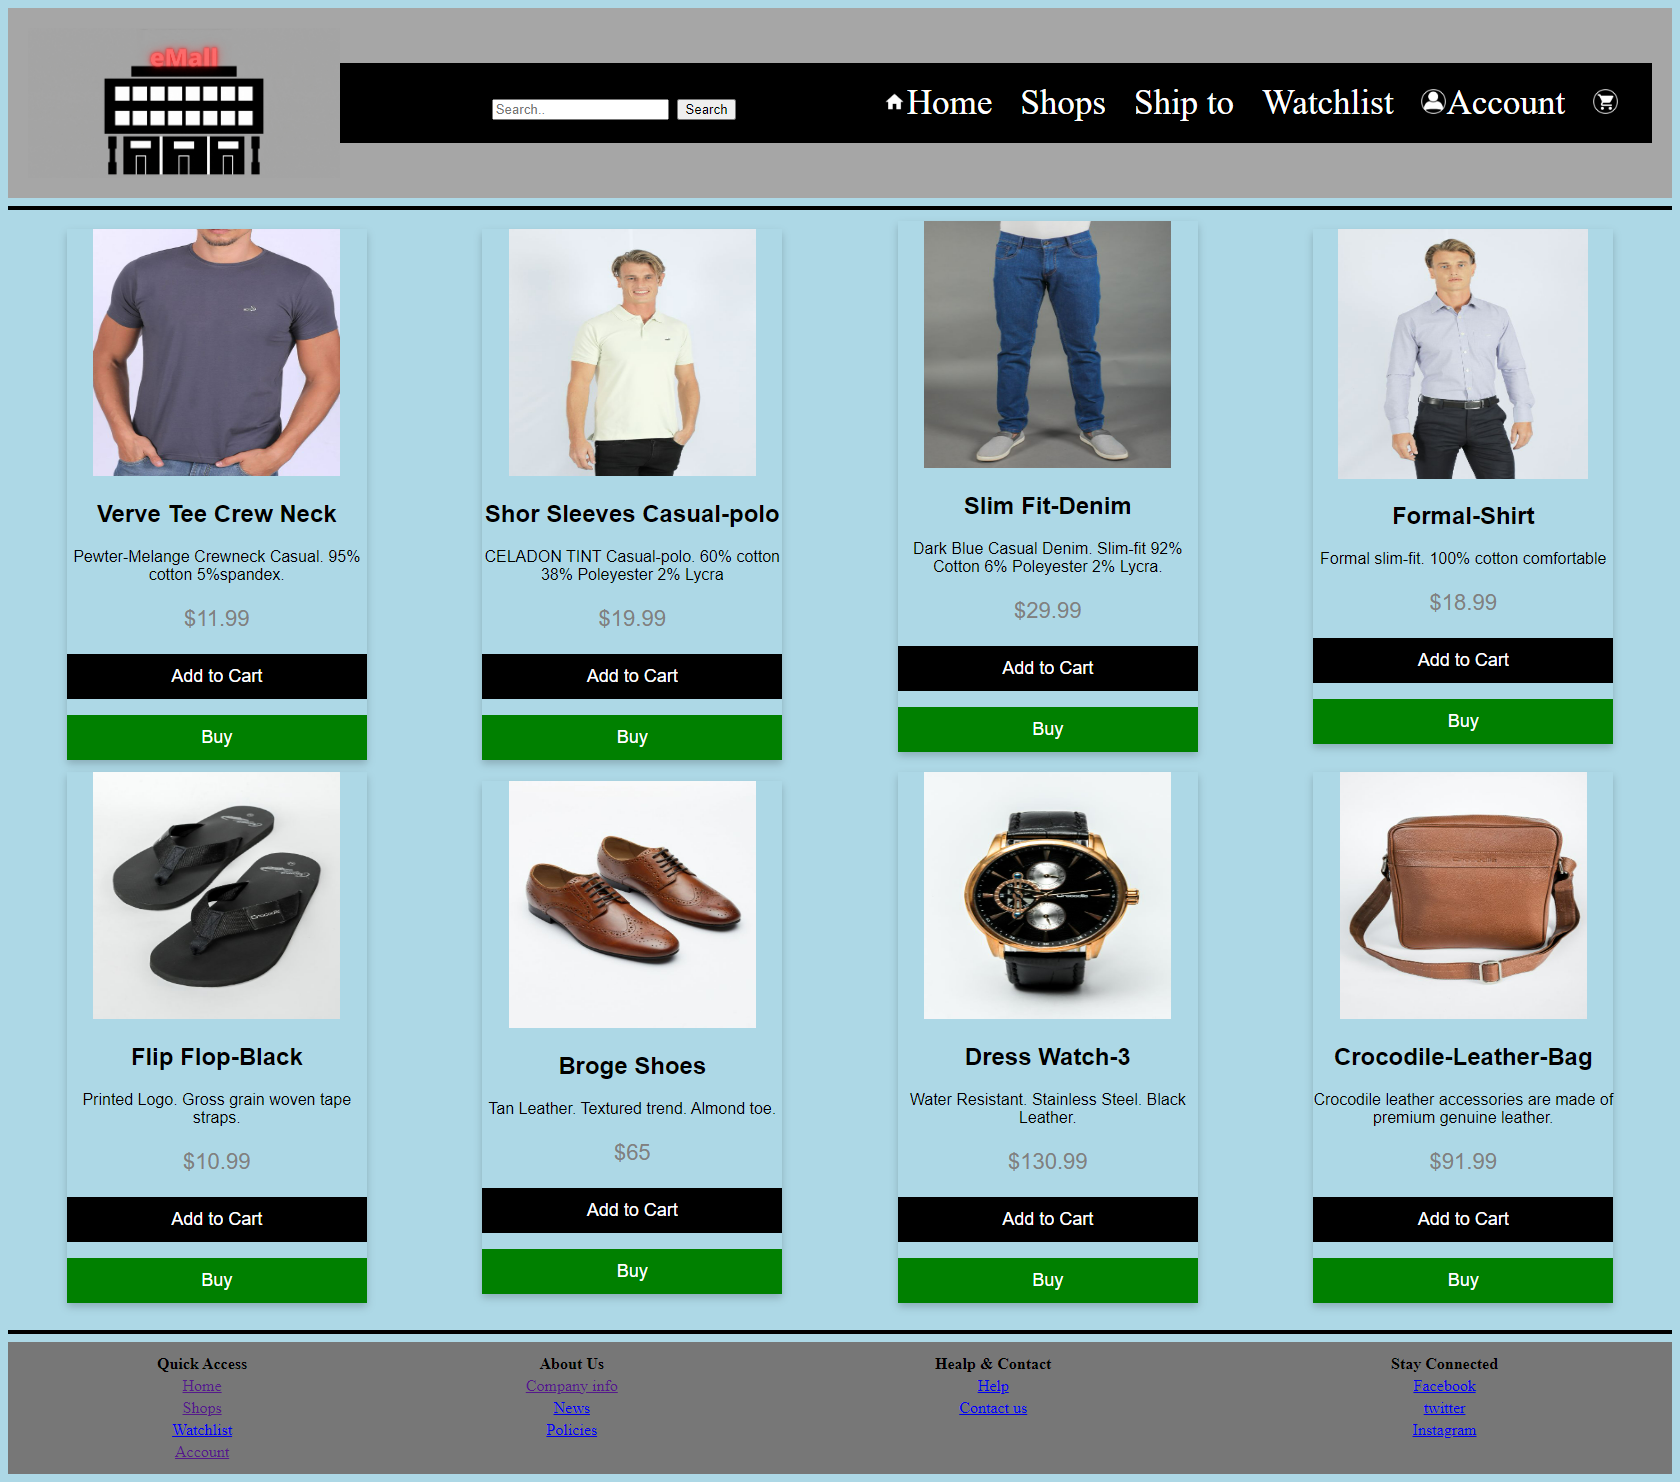 eMall
Search..
Search
Home
Shops
Ship to
Watchlist
Account
Verve Tee Crew Neck
Pewter-Melange Crewneck Casual. 95%
cotton 5%spandex.
$11.99
Add to Cart
Buy
Shor Sleeves Casual-polo
CELADON TINT Casual-polo. 60% cotton
38% Poleyester 2% Lycra
$19.99
Add to Cart
Buy
Slim Fit-Denim
Dark Blue Casual Denim. Slim-fit 92%
Cotton 6% Poleyester 2% Lycra.
$29.99
Add to Cart
Buy
Formal-Shirt
Formal slim-fit. 100% cotton comfortable
$18.99
Add to Cart
Buy
Crocodile
Flip Flop-Black
Printed Logo. Gross grain woven tape
straps.
$10.99
Add to Cart
Buy
Broge Shoes
Tan Leather. Textured trend. Almond toe.
$65
Add to Cart
Buy
Crocodile
Dress Watch-3
Water Resistant. Stainless Steel. Black
Leather.
$130.99
Add to Cart
Buy
Crocodile
Crocodile-Leather-Bag
Crocodile leather accessories are made of
premium genuine leather.
$91.99
Add to Cart
Buy
Quick Access
Home
Shops
Watchlist
Account
About Us
Company info
News
Policies
Healp & Contact
Help
Contact us
Stay Connected
Facebook
twitter
Instagram